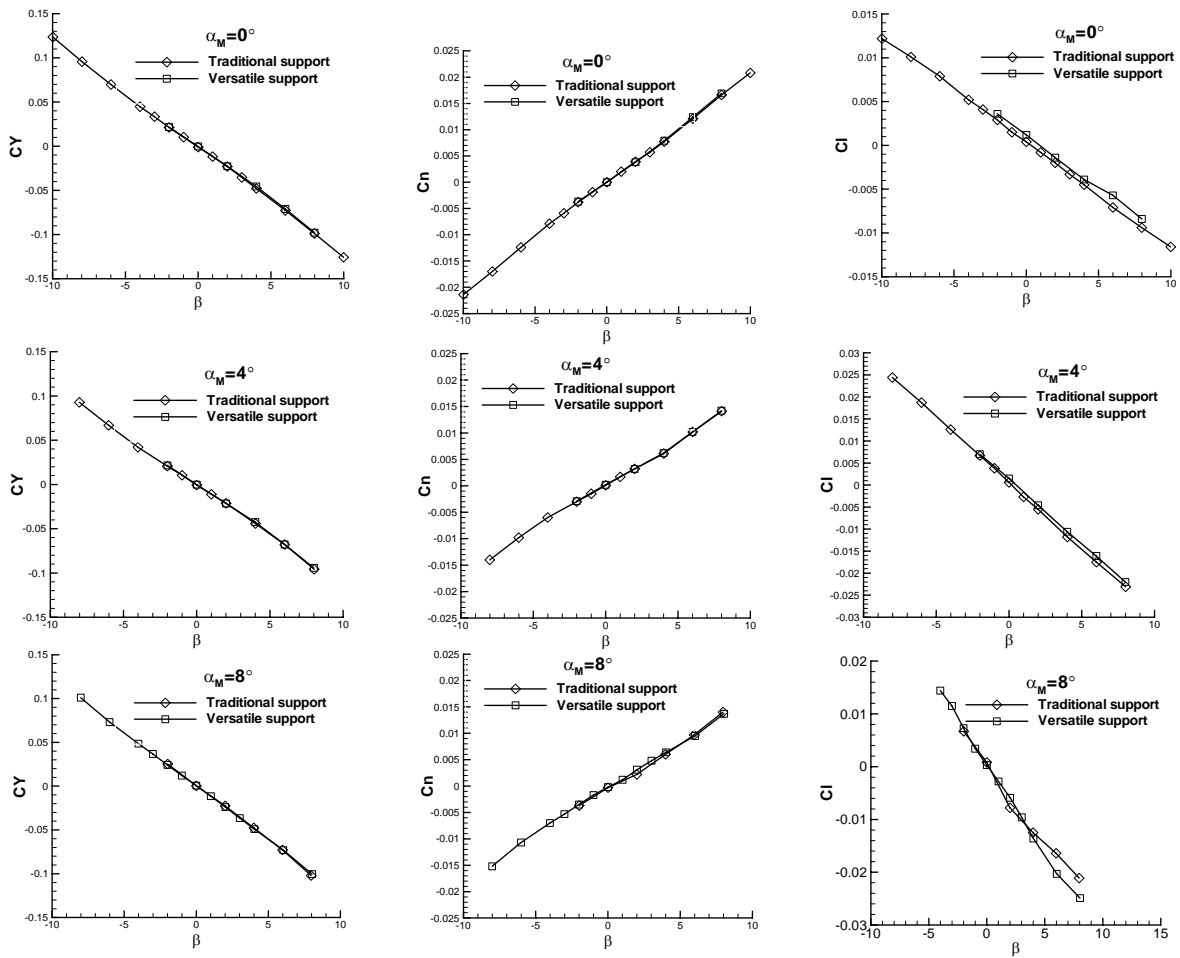 α_M=0°
Traditional support
Versatile support
CY
0.15
0.1
0.05
0
-0.05
-0.1
-0.15
-10
-5
0
5
10
β
α_M=0°
Traditional support
Versatile support
Cn
0.025
0.02
0.015
0.01
0.005
0
-0.005
-0.01
-0.015
-0.02
-0.025
-10
-5
0
5
10
β
α_M=0°
Traditional support
Versatile support
Cl
0.015
0.01
0.005
0
-0.005
-0.01
-0.015
-10
-5
0
5
10
β
α_M=4°
Traditional support
Versatile support
CY
0.15
0.1
0.05
0
-0.05
-0.1
-0.15
-10
-5
0
5
10
β
α_M=4°
Traditional support
Versatile support
Cn
0.025
0.02
0.015
0.01
0.005
0
-0.005
-0.01
-0.015
-0.02
-0.025
-10
-5
0
5
10
β
α_M=4°
Traditional support
Versatile support
Cl
0.03
0.025
0.02
0.015
0.01
0.005
0
-0.005
-0.01
-0.015
-0.02
-0.025
-0.03
-10
-5
0
5
10
β
α_M=8°
Traditional support
Versatile support
CY
0.15
0.1
0.05
0
-0.05
-0.1
-0.15
-10
-5
0
5
10
β
α_M=8°
Traditional support
Versatile support
Cn
0.025
0.02
0.015
0.01
0.005
0
-0.005
-0.01
-0.015
-0.02
-0.025
-10
-5
0
5
10
β
α_M=8°
Traditional support
Versatile support
Cl
0.02
0.01
0
-0.01
-0.02
-0.03
-10
-5
0
5
10
15
β